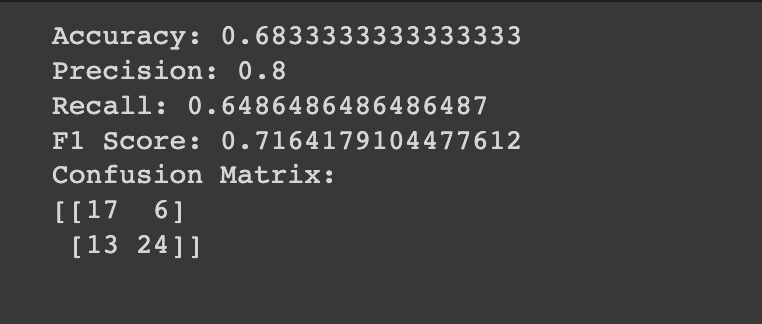 Accuracy: 0.6833333333333333
Precision: 0.8
Recall: 0.6486486486486487
F1 Score: 0.7164179104477612
Confusion Matrix:
[[17  6]
 [13 24]]